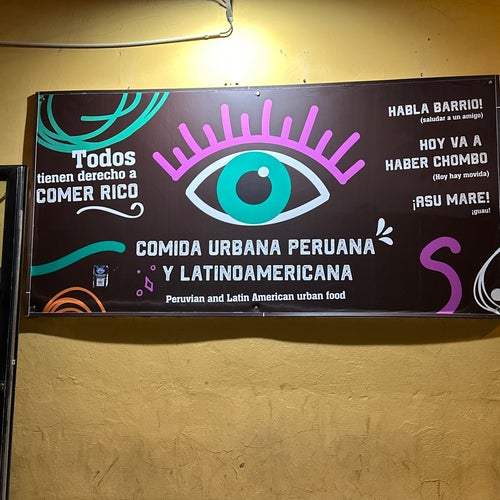 Todos
tienen derecho a
COMER RICO
HABLA BARRIO!
(saludar a un amigo)
HOY VA A
HABER CHOMBO
(Hoy hay movida)
¡ASU MARE!
¡guau!
COMIDA URBANA PERUANA
Y LATINOAMERICANA
Peruvian and Latin American urban food